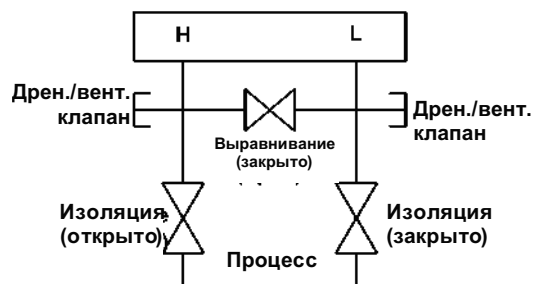 H L
Дрен./вент.
клапан
Дрен./вент.
клапан
Выравнивание
(закрыто)
Изоляция
(открыто)
Изоляция
(закрыто)
Процесс